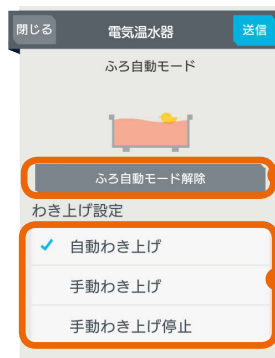 閉じる 電気温水器 送信
ふろ自動モード
ふろ自動モード解除
わき上げ設定
自動わき上げ
手動わき上げ
手動わき上げ停止